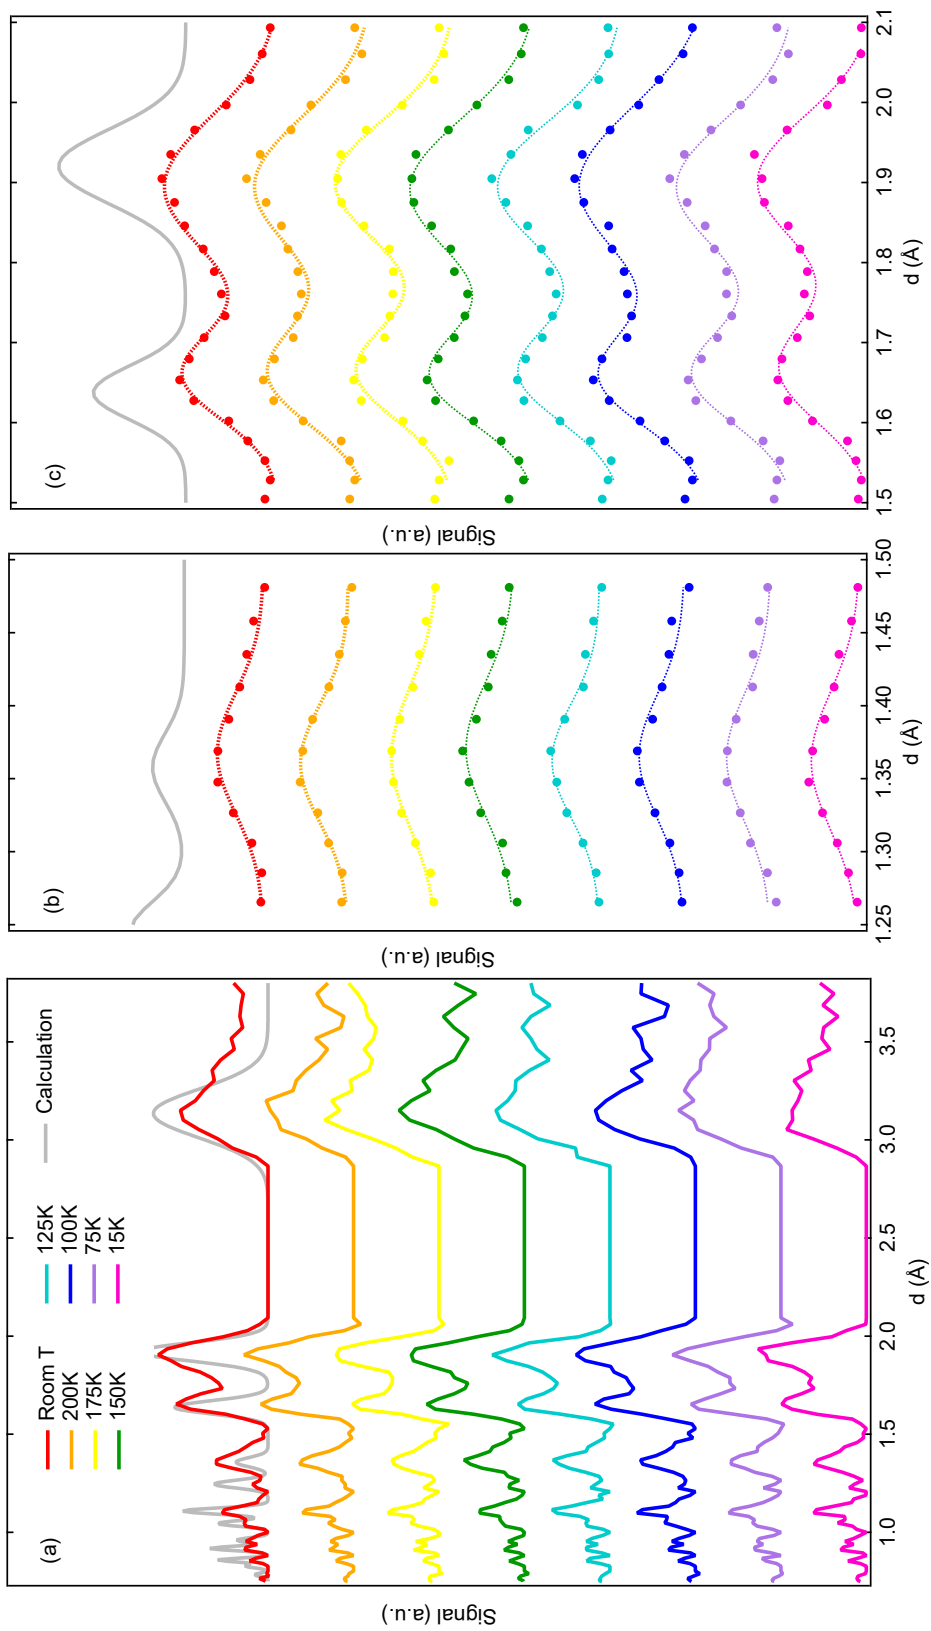 (a)
Room T
200K
175K
150K
125K
100K
75K
15K
Calculation
Signal (a.u.)
1.0
1.5
2.0
2.5
3.0
3.5
d (Å)
(b)
Signal (a.u.)
1.25
1.30
1.35
1.40
1.45
1.50
d (Å)
(c)
Signal (a.u.)
1.5
1.6
1.7
1.8
1.9
2.0
2.1
d (Å)